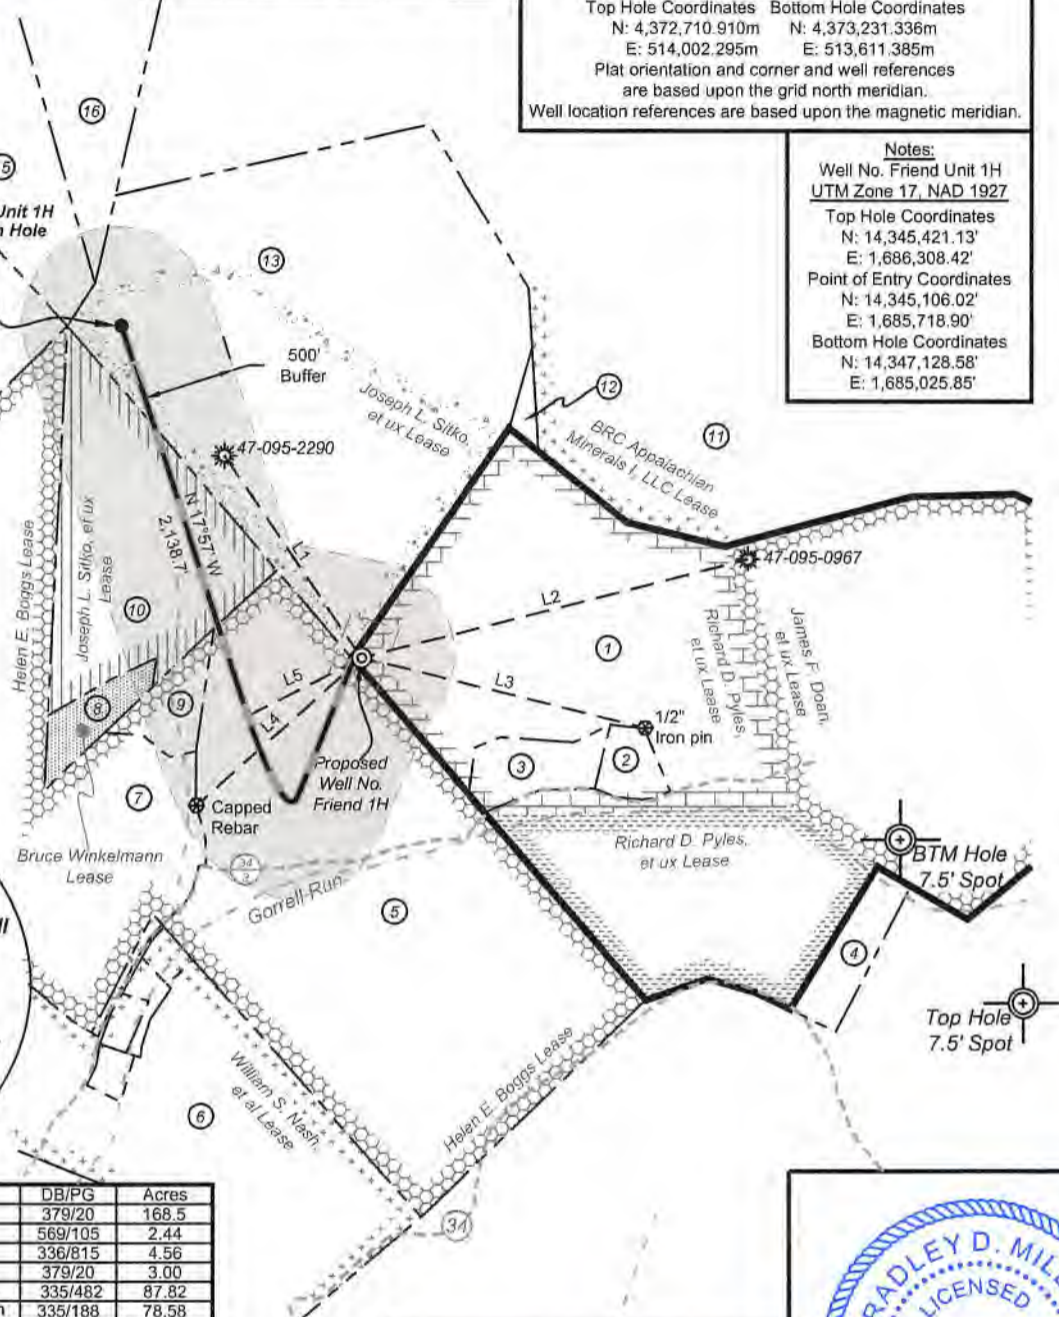 Top Hole Coordinates Bottom Hole Coordinates
N: 4,372,710.910m N: 4,373,231.336m
E: 514,002.295m E: 513,611.385m
Plat orientation and corner and well references
are based upon the grid north meridian.
Well location references are based upon the magnetic meridian.
Notes:
Well No. Friend Unit 1H
UTM Zone 17, NAD 1927
Top Hole Coordinates
N: 14,345,421.13'
E: 1,686,308.42'
Point of Entry Coordinates
N: 14,345,106.02'
E: 1,685,718.90'
Bottom Hole Coordinates
N: 14,347,128.58'
E: 1,685,025.85'
16
5
Unit 1H
Hole
13
500'
Buffer
Joseph L. Sitko,
et ux Lease
12
BRC Appalachian
Minerals I, LLC Lease
11
47-095-2290
N 17°57' W
2,138.7'
L1
47-095-0967
L2
Helen E. Boggs Lease
Joseph L. Sitko, et ux
Lease
10
1
Richard D. Pyles,
et ux Lease
James F. Doan,
et ux Lease
L5
L3
L4
8
9
1/2"
Iron pin
3
2
Proposed
Well No.
Friend 1H
7
Capped
Rebar
Bruce Winkelmann
Lease
34
3
Gorrell Run
5
Richard D. Pyles,
et ux Lease
BTM Hole
7.5' Spot
4
Top Hole
7.5' Spot
William S. Nash,
et al Lease
Helen E. Boggs Lease
6
34
DB/PG Acres
379/20 168.5
569/105 2.44
336/815 4.56
379/20 3.00
335/482 87.82
335/188 78.58
RADLEY D. MIL
LICENSED